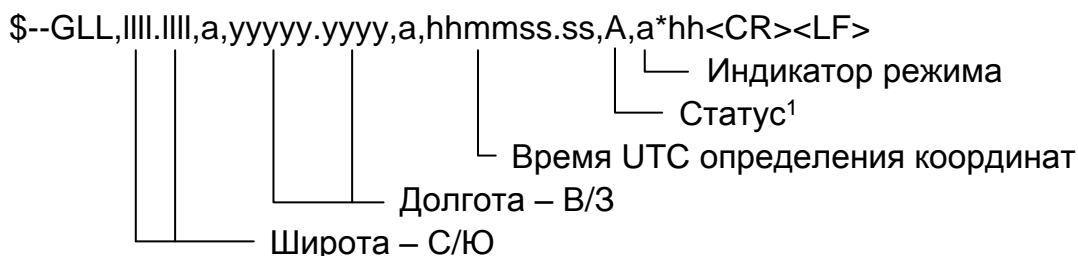 $--GLL,llll.llll,a,yyyyy.yyyy,a,hhmmss.ss,A,a*hh<CR><LF>
Индикатор режима
Статус¹
Время UTC определения координат
Долгота – В/З
Широта – С/Ю